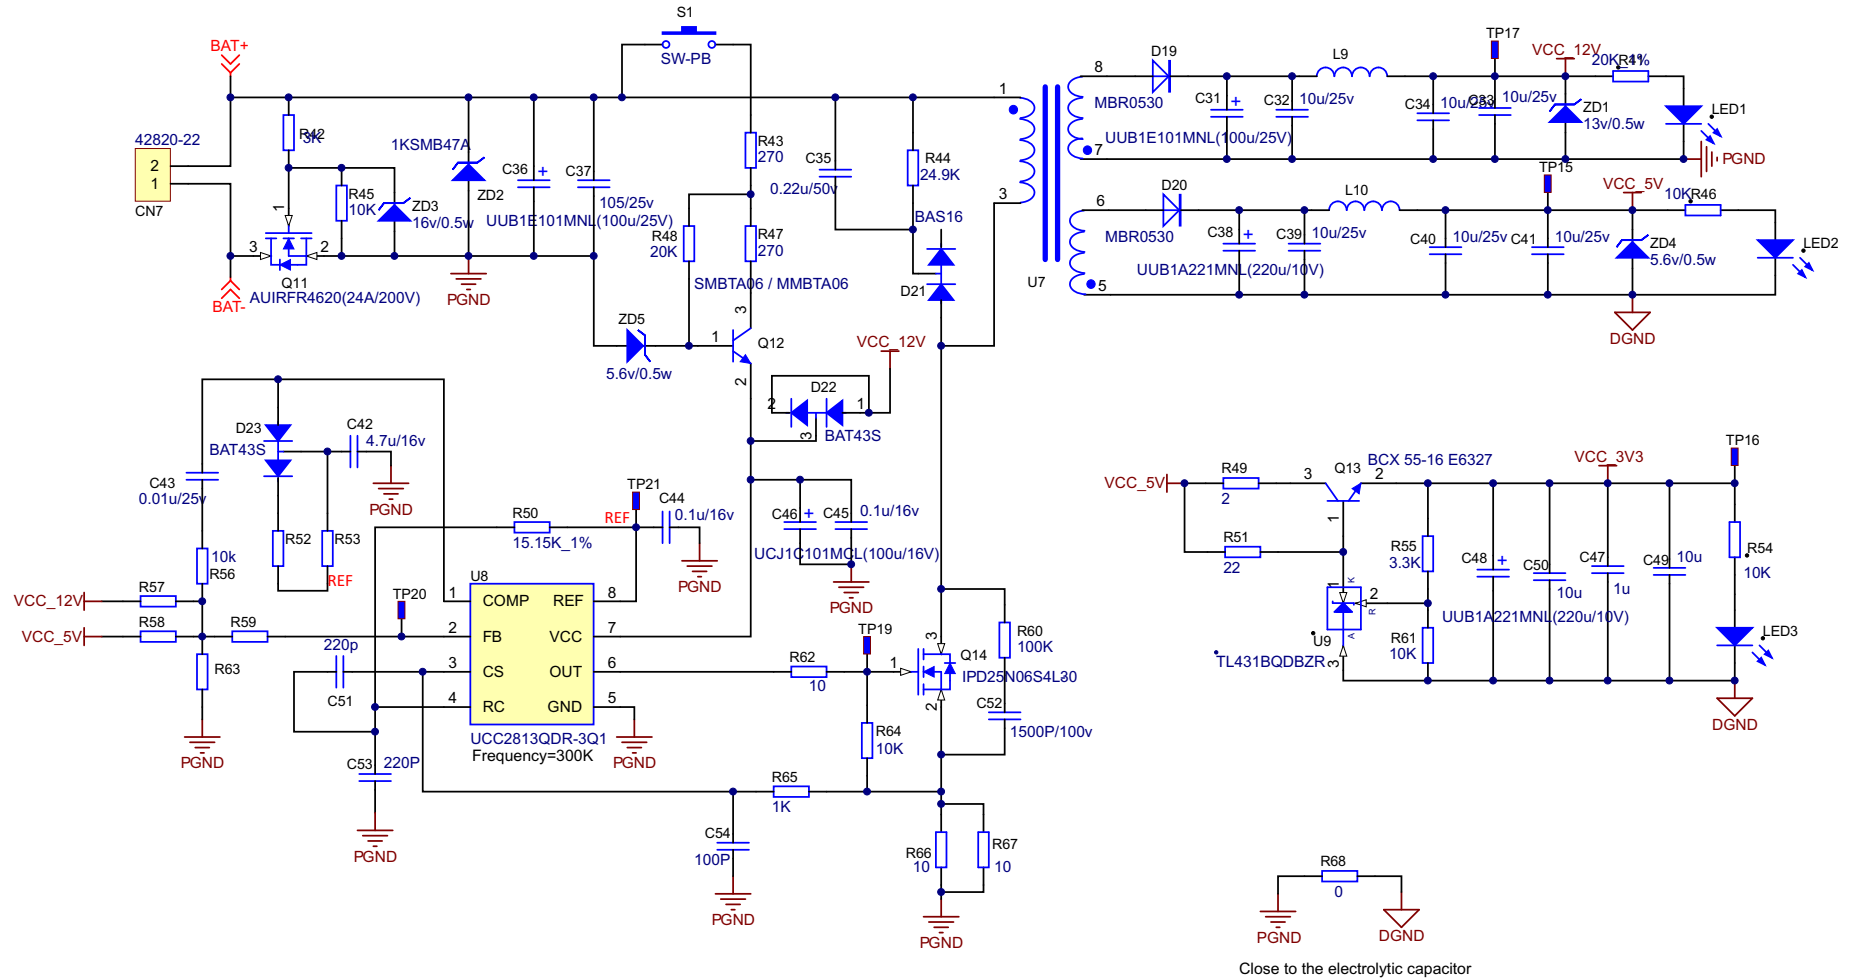 S1
SW-PB
BAT+
42820-22
2
1
CN7
R42
3K
R45
10K
ZD3
16v/0.5w
1
3
2
Q11
AUIRFR4620(24A/200V)
BAT-
1KSMB47A
ZD2
PGND
C36
UUB1E101MNL(100u/25V)
C37
105/25v
R43
270
R48
20K
R47
270
SMBTA06 / MMBTA06
ZD5
5.6v/0.5w
1
3
2
Q12
C35
0.22u/50v
R44
24.9K
BAS16
D21
VCC_12V
D22
2
1
3
BAT43S
1
3
U7
8
7
6
5
D19
MBR0530
C31
UUB1E101MNL(100u/25V)
C32
10u/25v
L9
C34
10u/25v
C33
10u/25v
TP17
VCC_12V
ZD1
13v/0.5w
R41
20K_1%
LED1
PGND
D20
MBR0530
C38
UUB1A221MNL(220u/10V)
C39
10u/25v
L10
C40
10u/25v
C41
10u/25v
TP15
VCC_5V
ZD4
5.6v/0.5w
10K
R46
LED2
DGND
D23
BAT43S
C42
4.7u/16v
PGND
C43
0.01u/25v
R52
R53
REF
10k
R56
VCC_12V
R57
VCC_5V
R58
R59
R63
PGND
TP20
220p
C51
C53
220P
PGND
R50
15.15K_1%
REF
TP21
C44
0.1u/16v
PGND
U8
1
COMP
REF
8
2
FB
VCC
7
3
CS
OUT
6
4
RC
GND
5
UCC2813QDR-3Q1
Frequency=300K
PGND
C46
UCJ1C101MCL(100u/16V)
C45
0.1u/16v
PGND
R62
10
TP19
1
3
2
Q14
IPD25N06S4L-30
R60
100K
C52
1500P/100v
R64
10K
R65
1K
C54
100P
PGND
R66
10
R67
10
PGND
VCC_5V
R49
2
R51
22
3
Q13
2
1
BCX 55-16 E6327
R55
3.3K
1
K
2
R
A
3
U9
TL431BQDBZR
R61
10K
C48
UUB1A221MNL(220u/10V)
C50
10u
VCC_3V3
C47
1u
C49
10u
TP16
R54
10K
LED3
DGND
R68
0
PGND
DGND
Close to the electrolytic capacitor